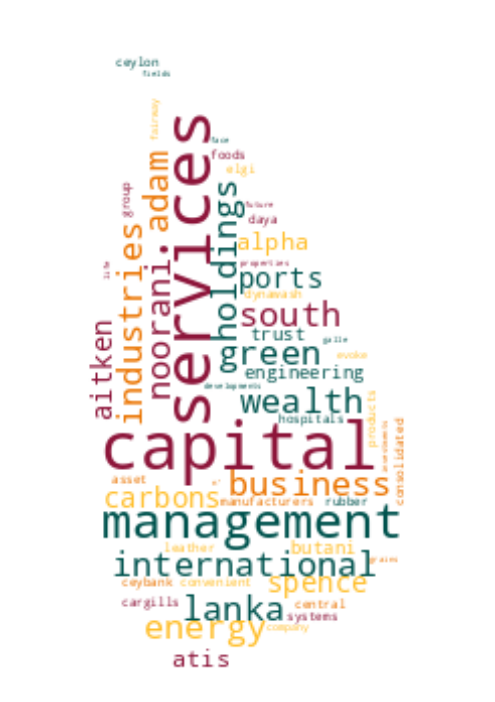 ceylon
fields
fairway
services
face
foods
elgi
adam
group
holdings
future
daya
industries
alpha
noorani
properties
life
ports
dynawash
south
aitken
trust
galle
green
evoke
engineering
developments
wealth
products
hospitals
capital
investments
consolidated
asset
business
carbons
manufacturers
rubber
management
leather
butani
international
grains
ceybank
convenient
spence
cargills
lanka
central
systems
energy
company
atis